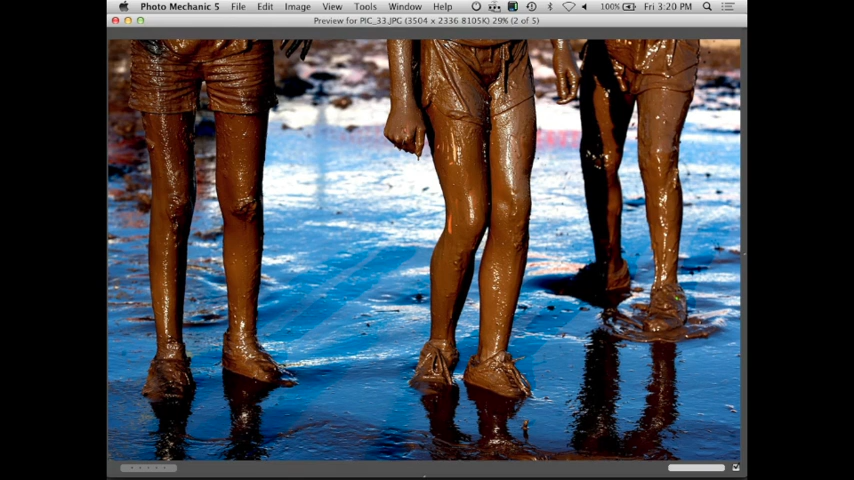 Photo Mechanic 5 File Edit Image View Tools Window Help 100% Fri 3:20 PM
Preview for PIC_33.JPG (3504 x 2336 8105K) 29% (2 of 5)